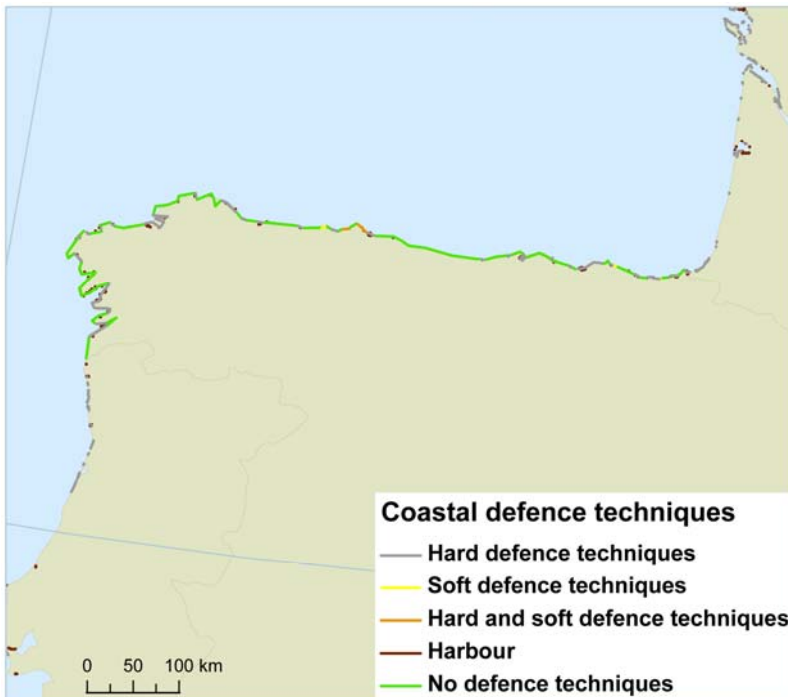 Coastal defence techniques
Hard defence techniques
Soft defence techniques
Hard and soft defence techniques
Harbour
No defence techniques
0 50 100 km